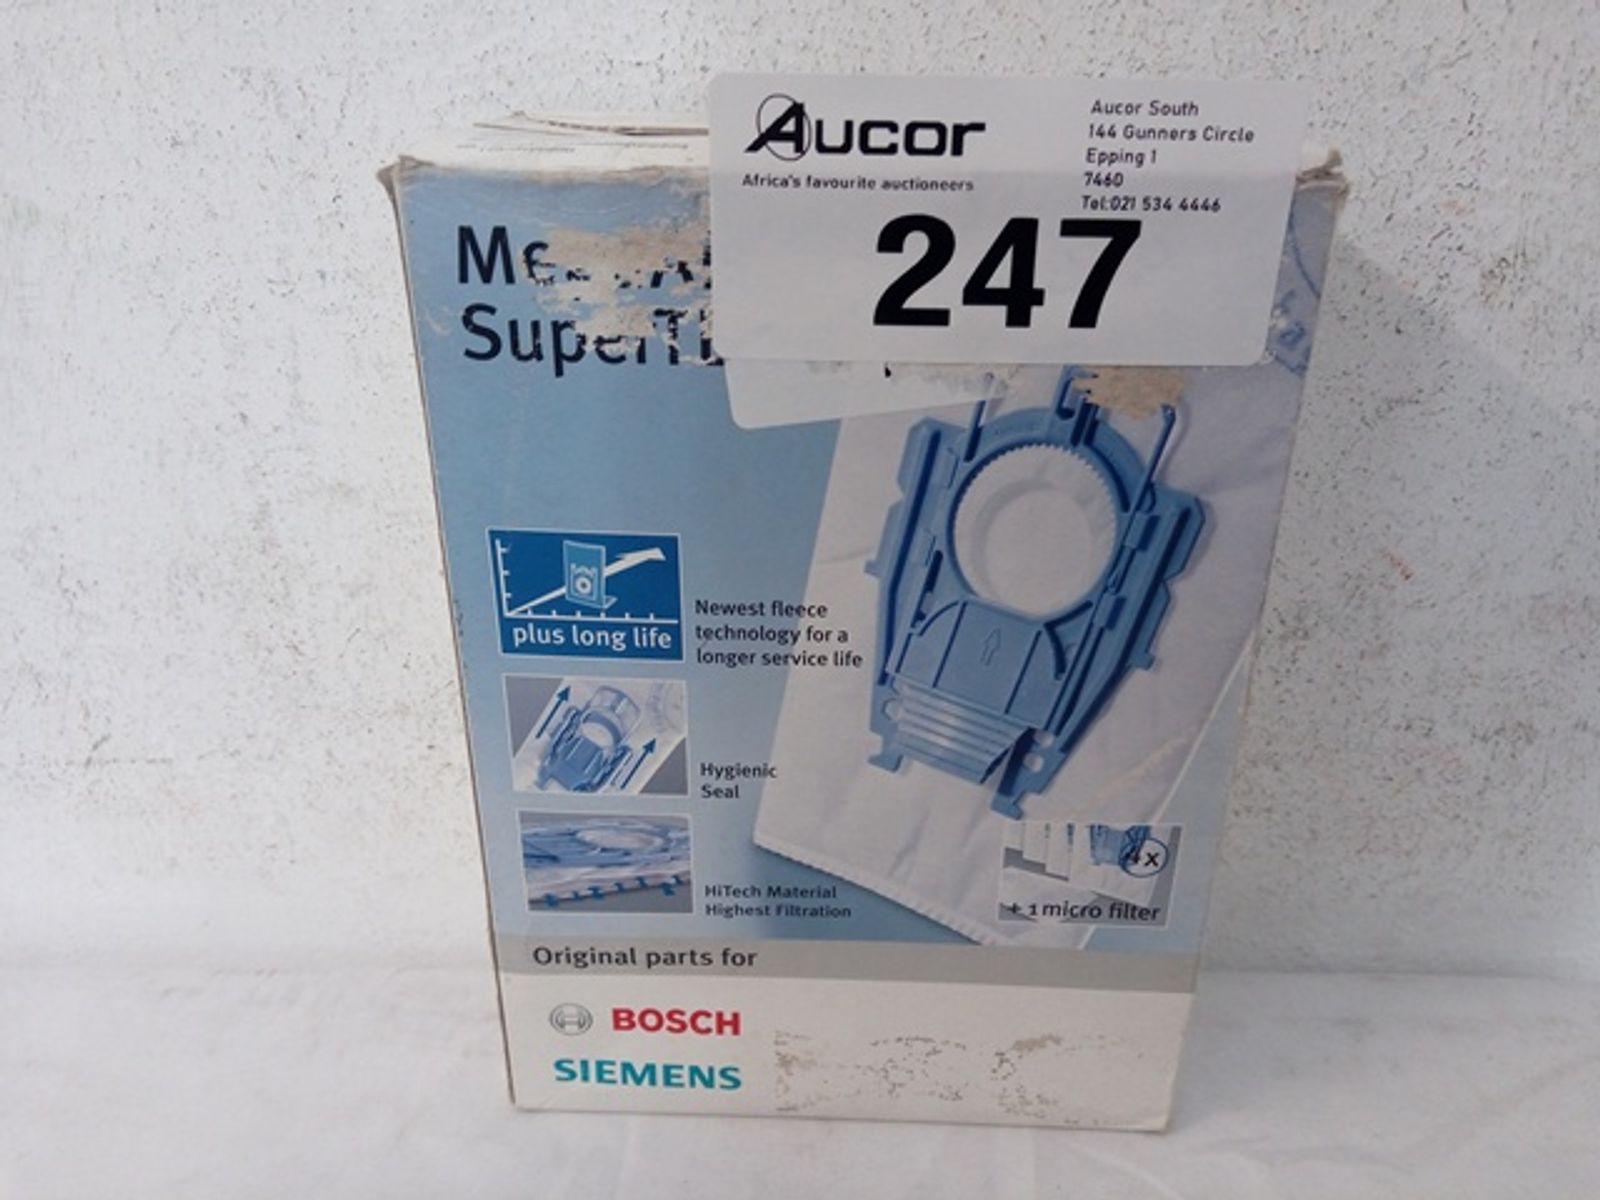 Aucor
Africa's favourite auctioneers
Aucor South
144 Gunners Circle
Epping 1
7460
Tel:021 534 4446
247
plus long life
Newest fleece
technology for a
longer service life
Hygienic
Seal
HiTech Material
Highest Filtration
4x
+ 1 micro filter
Original parts for
BOSCH
SIEMENS